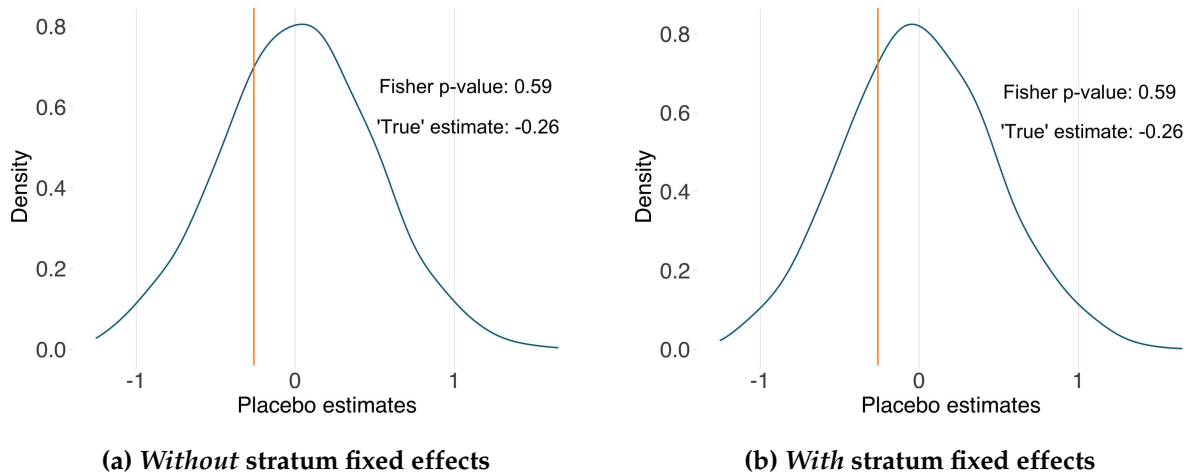 0.8
0.6
0.4
0.2
0.0
Density
Fisher p-value: 0.59
'True' estimate: -0.26
-1 0 1
Placebo estimates
(a) Without stratum fixed effects
0.8
0.6
0.4
0.2
0.0
Density
Fisher p-value: 0.59
'True' estimate: -0.26
-1 0 1
Placebo estimates
(b) With stratum fixed effects